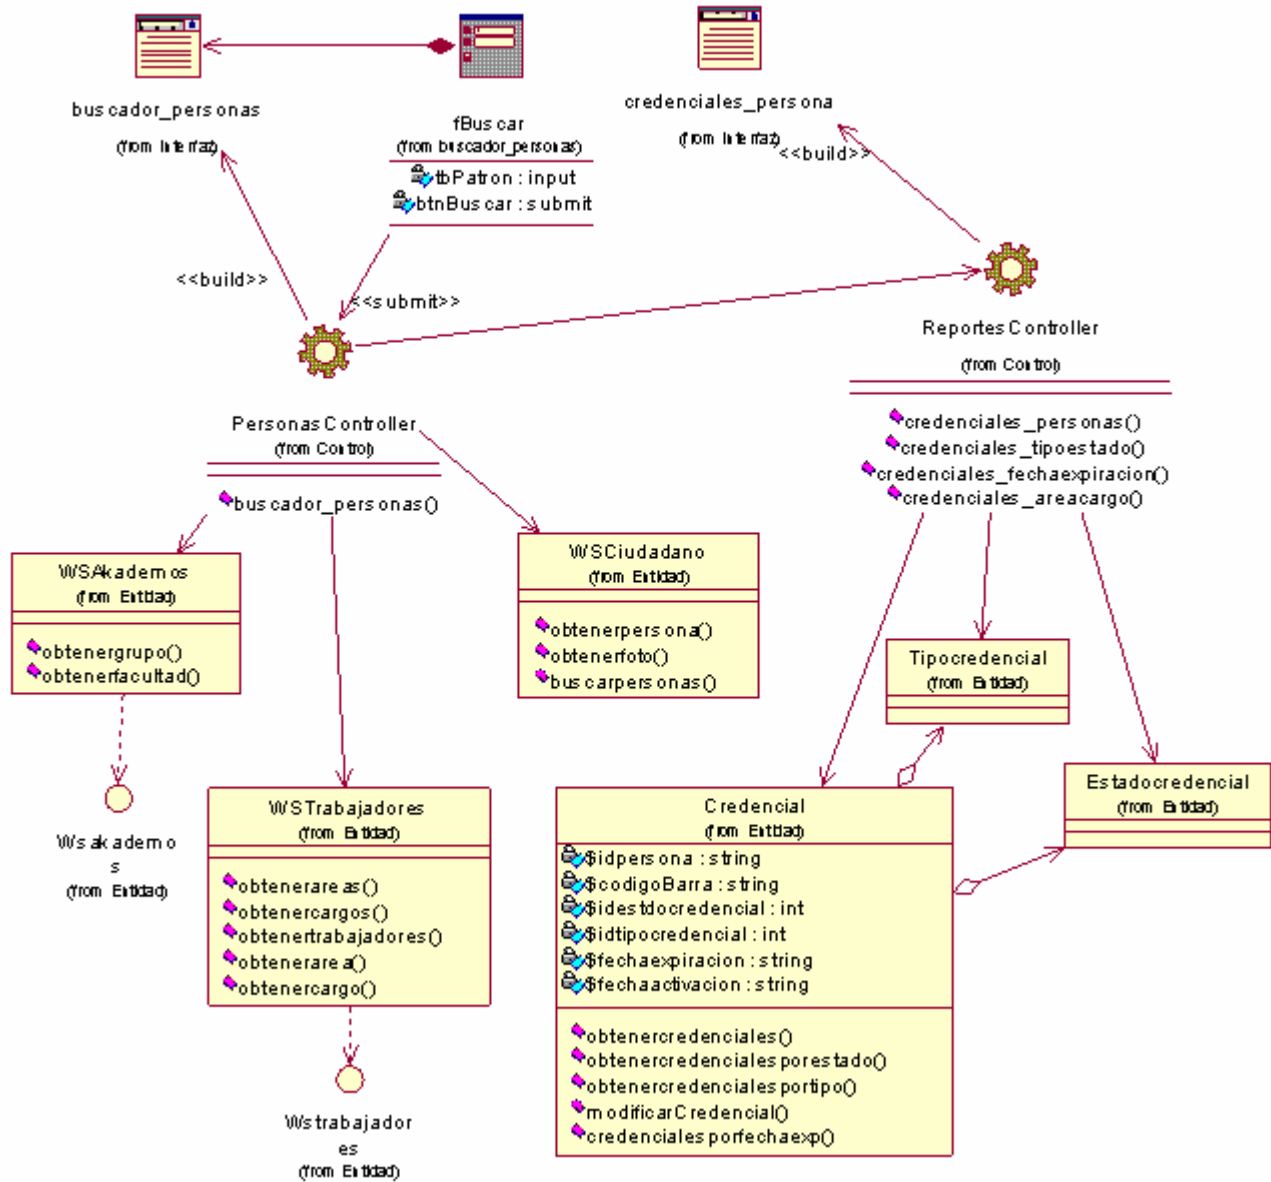 buscador_personas
(from Interfaz)
fBuscar
(from buscador_personas)
tbPatron : input
btnBuscar : submit
credenciales_persona
(from Interfaz)
<<build>>
<<build>>
<<submit>>
ReportesController
(from Control)
credenciales_personas()
credenciales_tipoestado()
credenciales_fechaexpiracion()
credenciales_areacargo()
PersonasController
(from Control)
buscador_personas()
WSAkademos
(from Entidad)
obtenergrupo()
obtenerfacultad()
WSCiudadano
(from Entidad)
obtenerpersona()
obtenerfoto()
buscarpersonas()
Tipocredencial
(from Entidad)
Estadocredencial
(from Entidad)
Wsakademo
s
(from Entidad)
WSTrabajadores
(from Entidad)
obtenerareas()
obtenercargos()
obtenertrabajadores()
obtenerarea()
obtenercargo()
Credencial
(from Entidad)
$idpersona : string
$codigoBarra : string
$idestdocredencial : int
$idtipocredencial : int
$fechaexpiracion : string
$fechaactivacion : string
obtenercredenciales()
obtenercredencialesporestado()
obtenercredencialesportipo()
modificarCredencial()
credencialesporfechaexp()
Wstrabajador
es
(from Entidad)